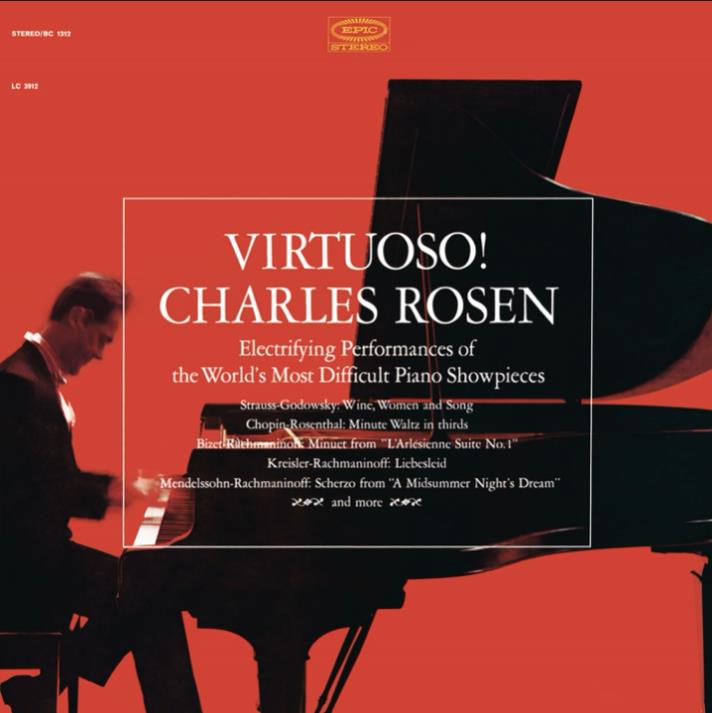 STEREO/BC 1312
EPIC
STEREO
LC 3912
VIRTUOSO!
CHARLES ROSEN
Electrifying Performances of
the World's Most Difficult Piano Showpieces
Strauss-Godowsky: Wine, Women and Song
Chopin-Rosenthal: Minute Waltz in thirds
Bizet-Rachmaninoff: Minuet from "L'Arlésienne Suite No.1"
Kreisler-Rachmaninoff: Liebesleid
Mendelssohn-Rachmaninoff: Scherzo from "A Midsummer Night's Dream"
and more